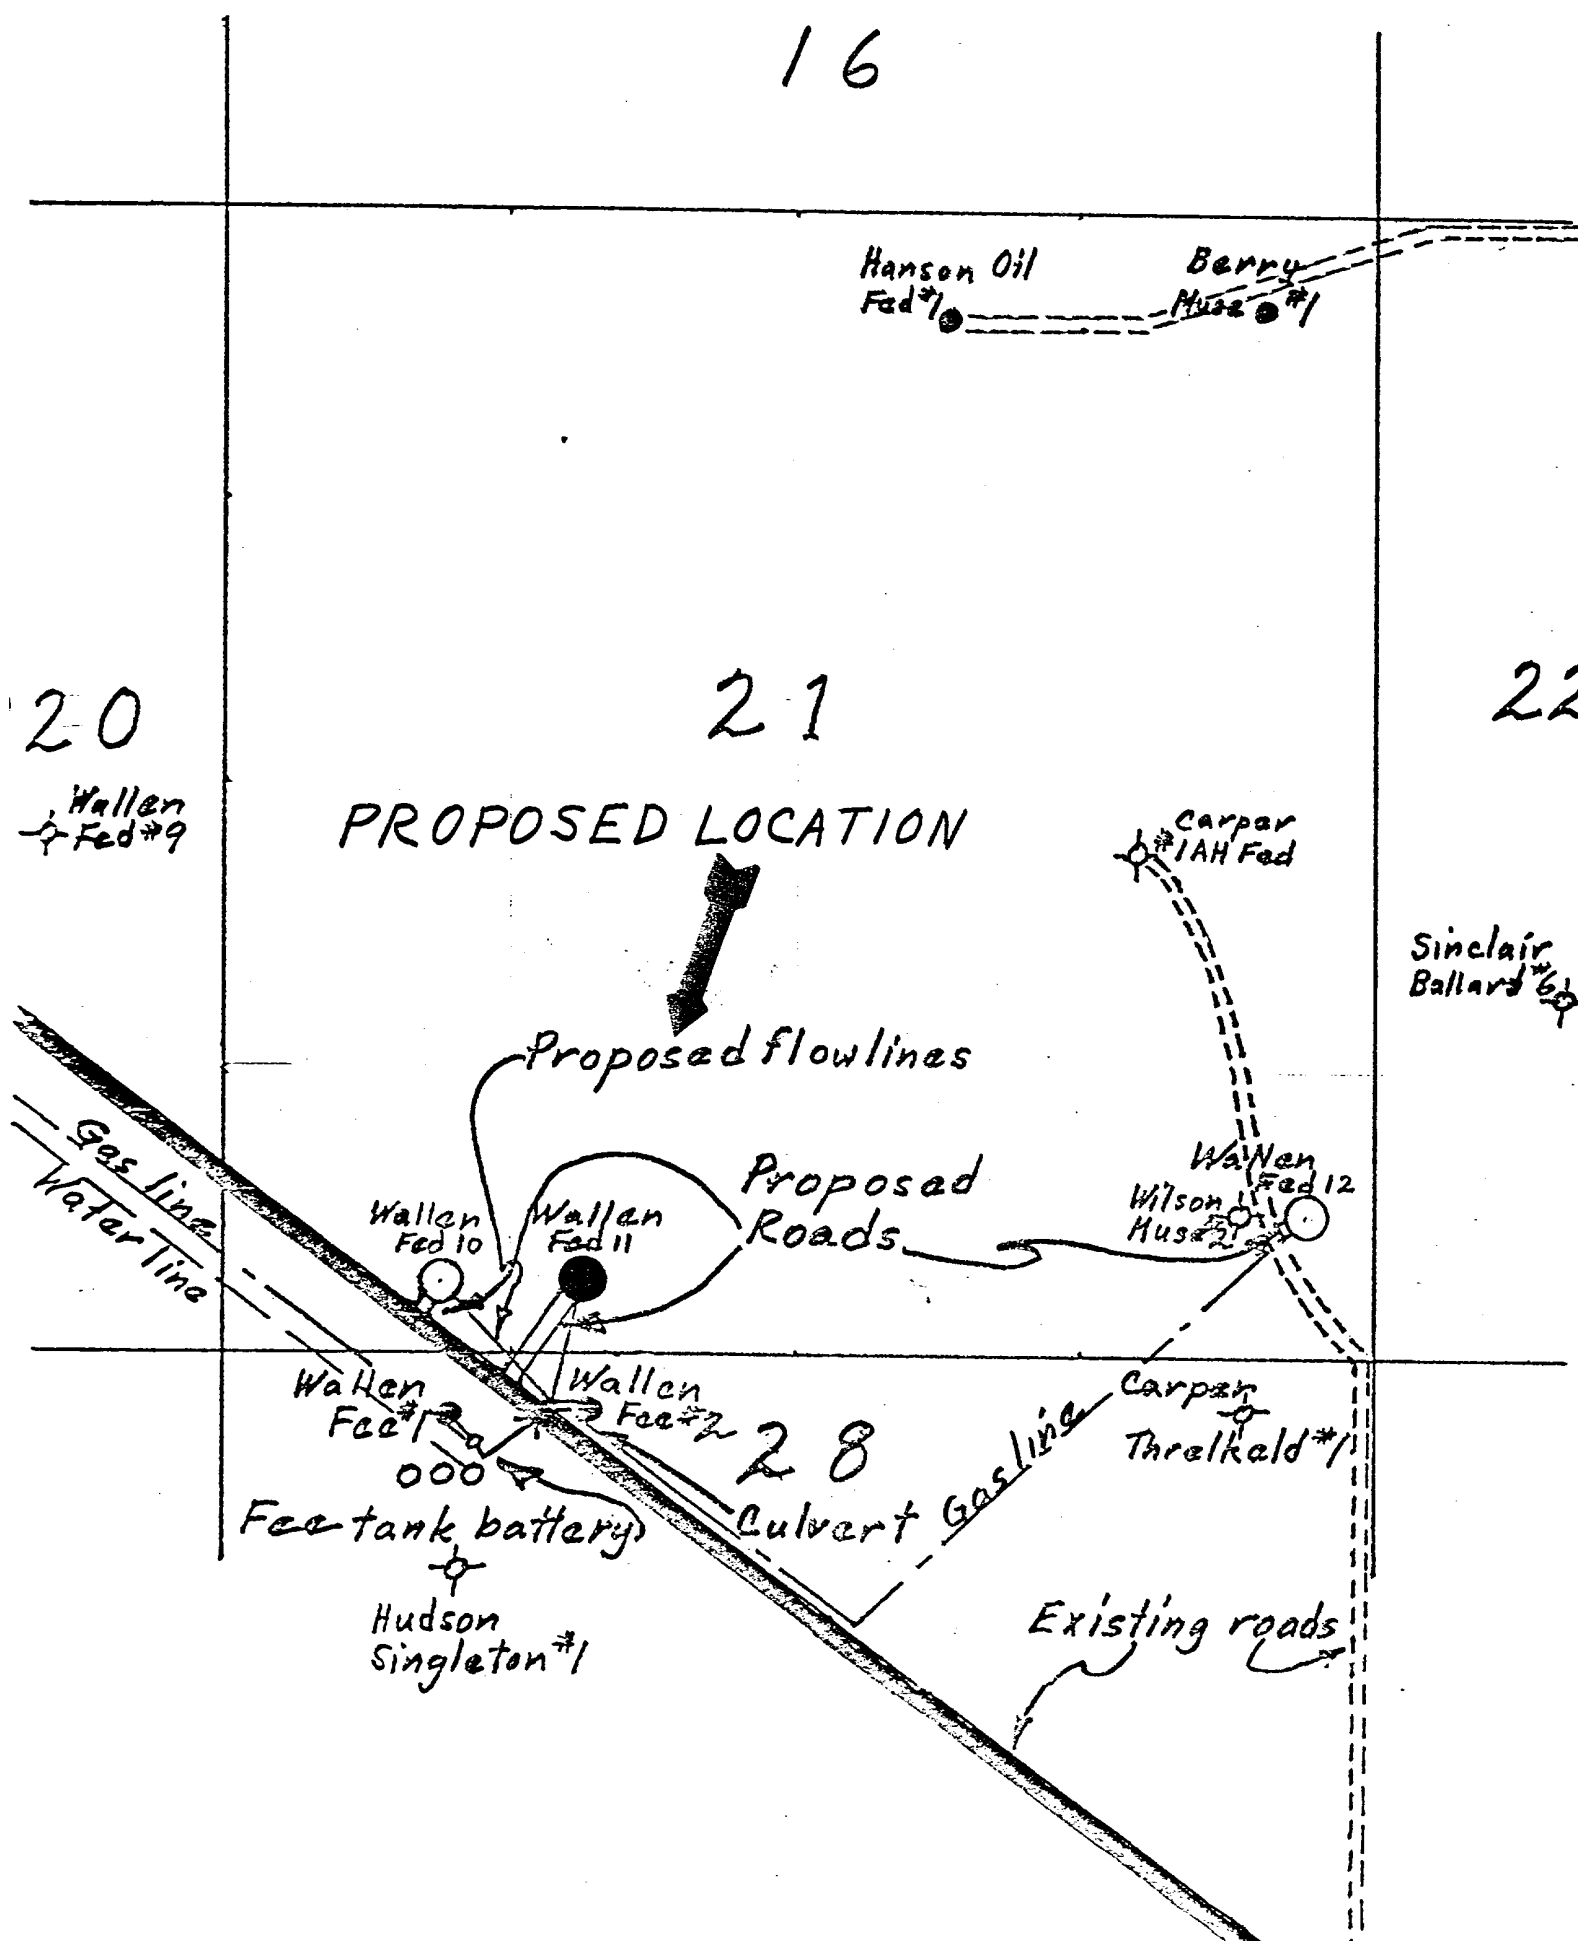 16
Hanson Oil
Fed #1
Berry
Muse #1
20
21
22
Wallen
Fed #9
PROPOSED LOCATION
Carper
#1 AH Fed
Sinclair
Ballard #6
Proposed flowlines
Gas line
Water line
Wallen
Fed 10
Wallen
Fed 11
Proposed
Roads
Wallen
Fed 12
Wilson
Muse 2
Wallen
Fee #1
Wallen
Fee #2
28
Carper
Threlkeld #1
Gas line
Culvert
Fee tank battery
Hudson
Singleton #1
Existing roads